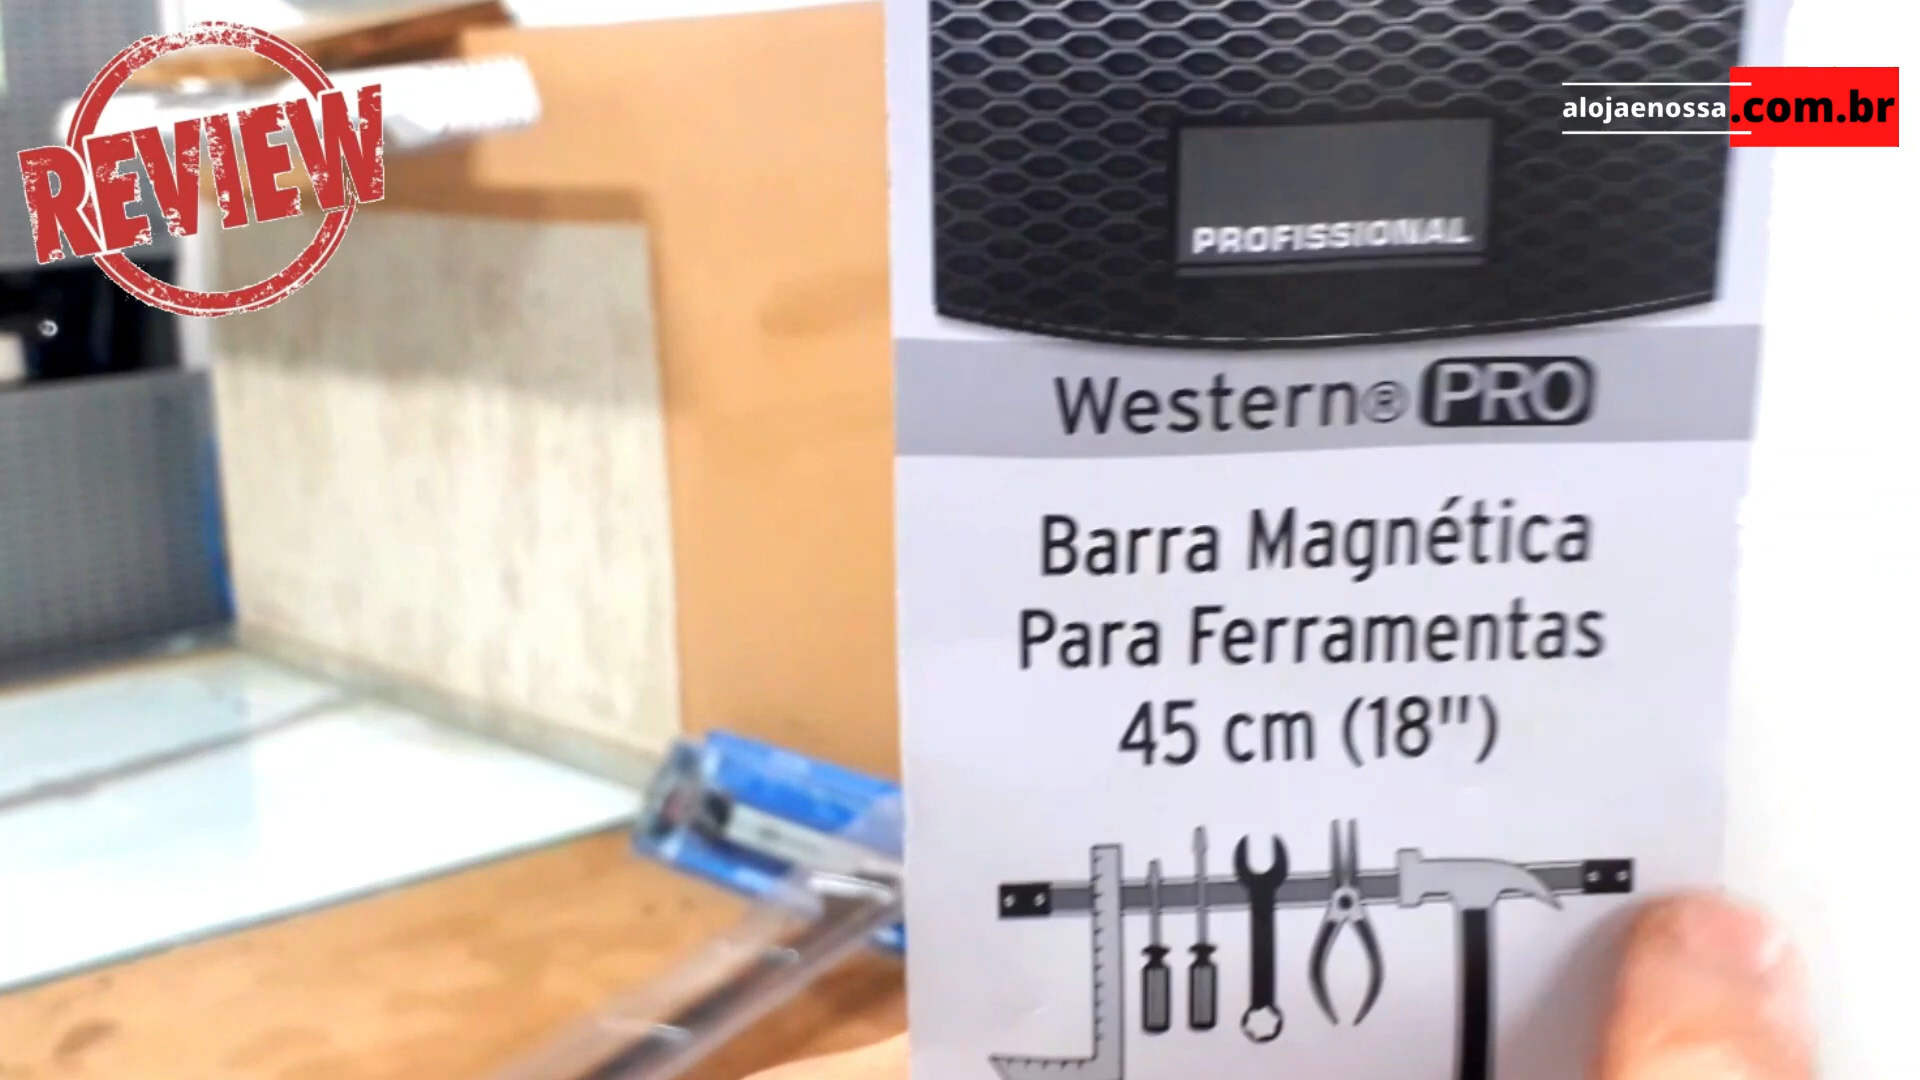 REVIEW
alojaenossa.com.br
PROFISSIONAL
Western® PRO
Barra Magnética
Para Ferramentas
45 cm (18")